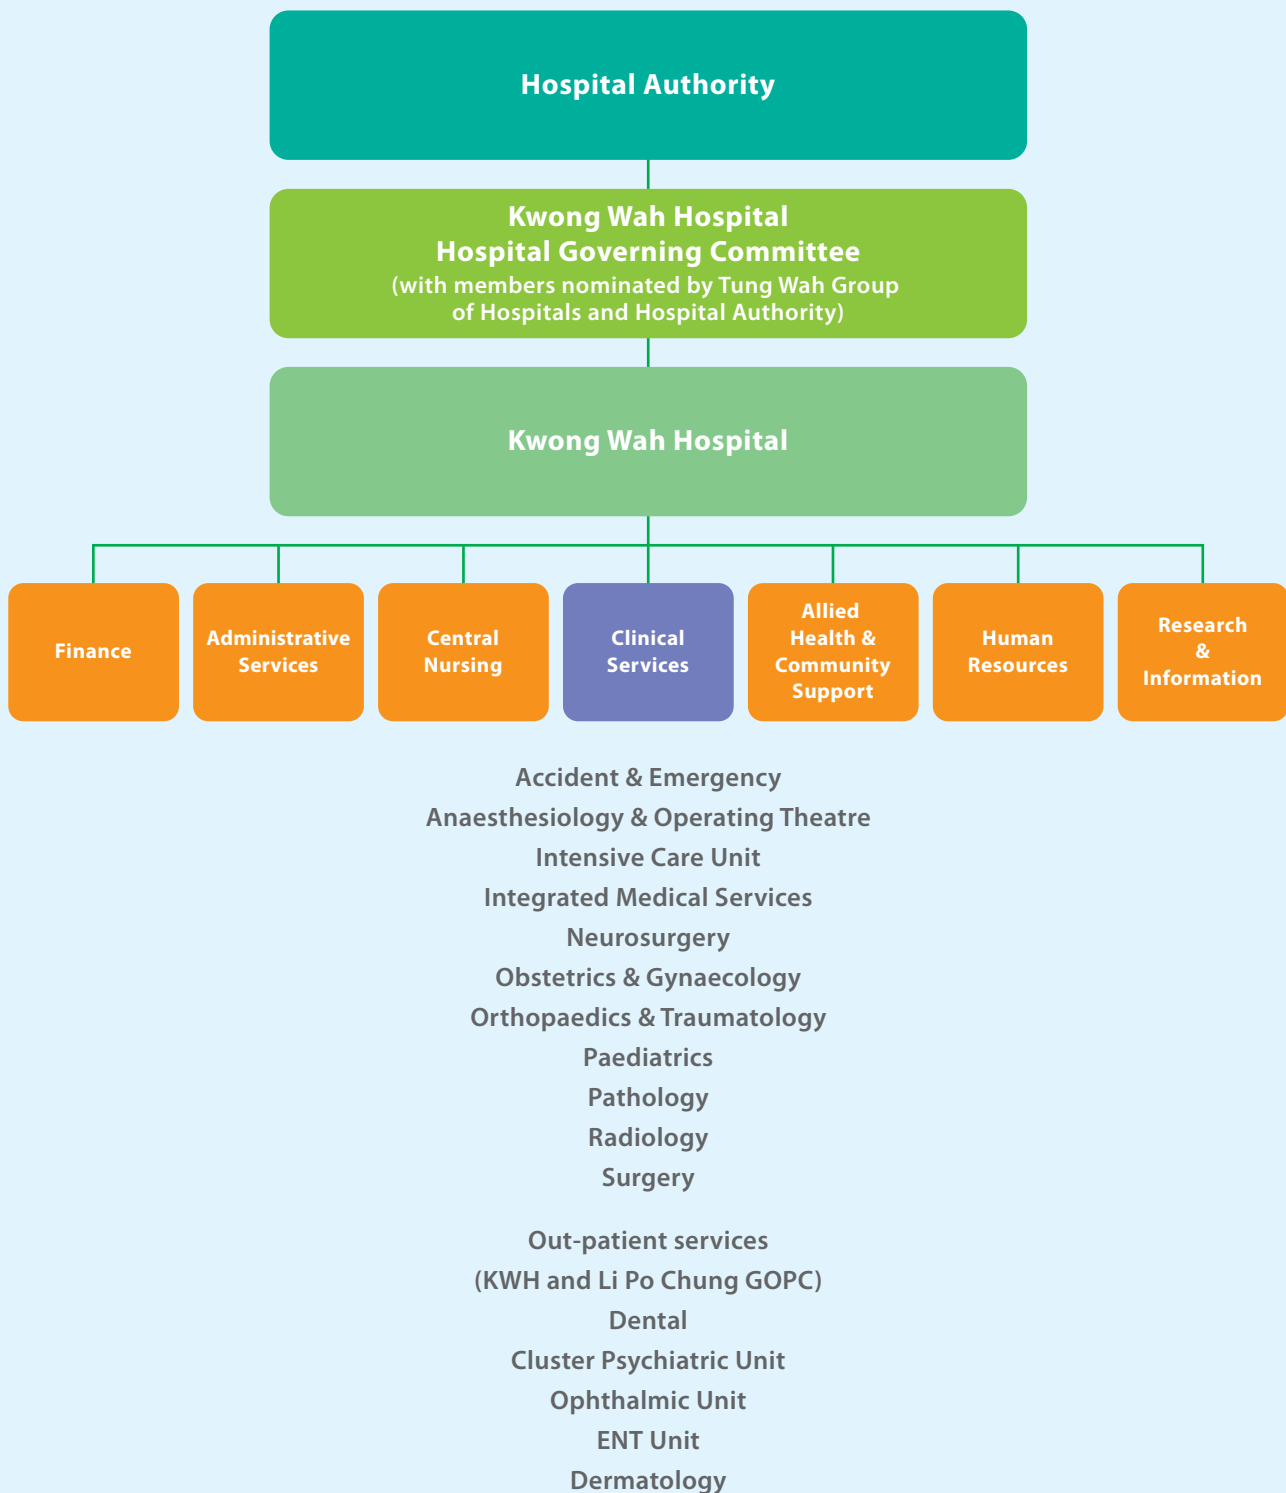 Hospital Authority
Kwong Wah Hospital
Hospital Governing Committee
(with members nominated by Tung Wah Group
of Hospitals and Hospital Authority)
Kwong Wah Hospital
Finance
Administrative
Services
Central
Nursing
Clinical
Services
Allied
Health &
Community
Support
Human
Resources
Research
&
Information
Accident & Emergency
Anaesthesiology & Operating Theatre
Intensive Care Unit
Integrated Medical Services
Neurosurgery
Obstetrics & Gynaecology
Orthopaedics & Traumatology
Paediatrics
Pathology
Radiology
Surgery
Out-patient services
(KWH and Li Po Chung GOPC)
Dental
Cluster Psychiatric Unit
Ophthalmic Unit
ENT Unit
Dermatology